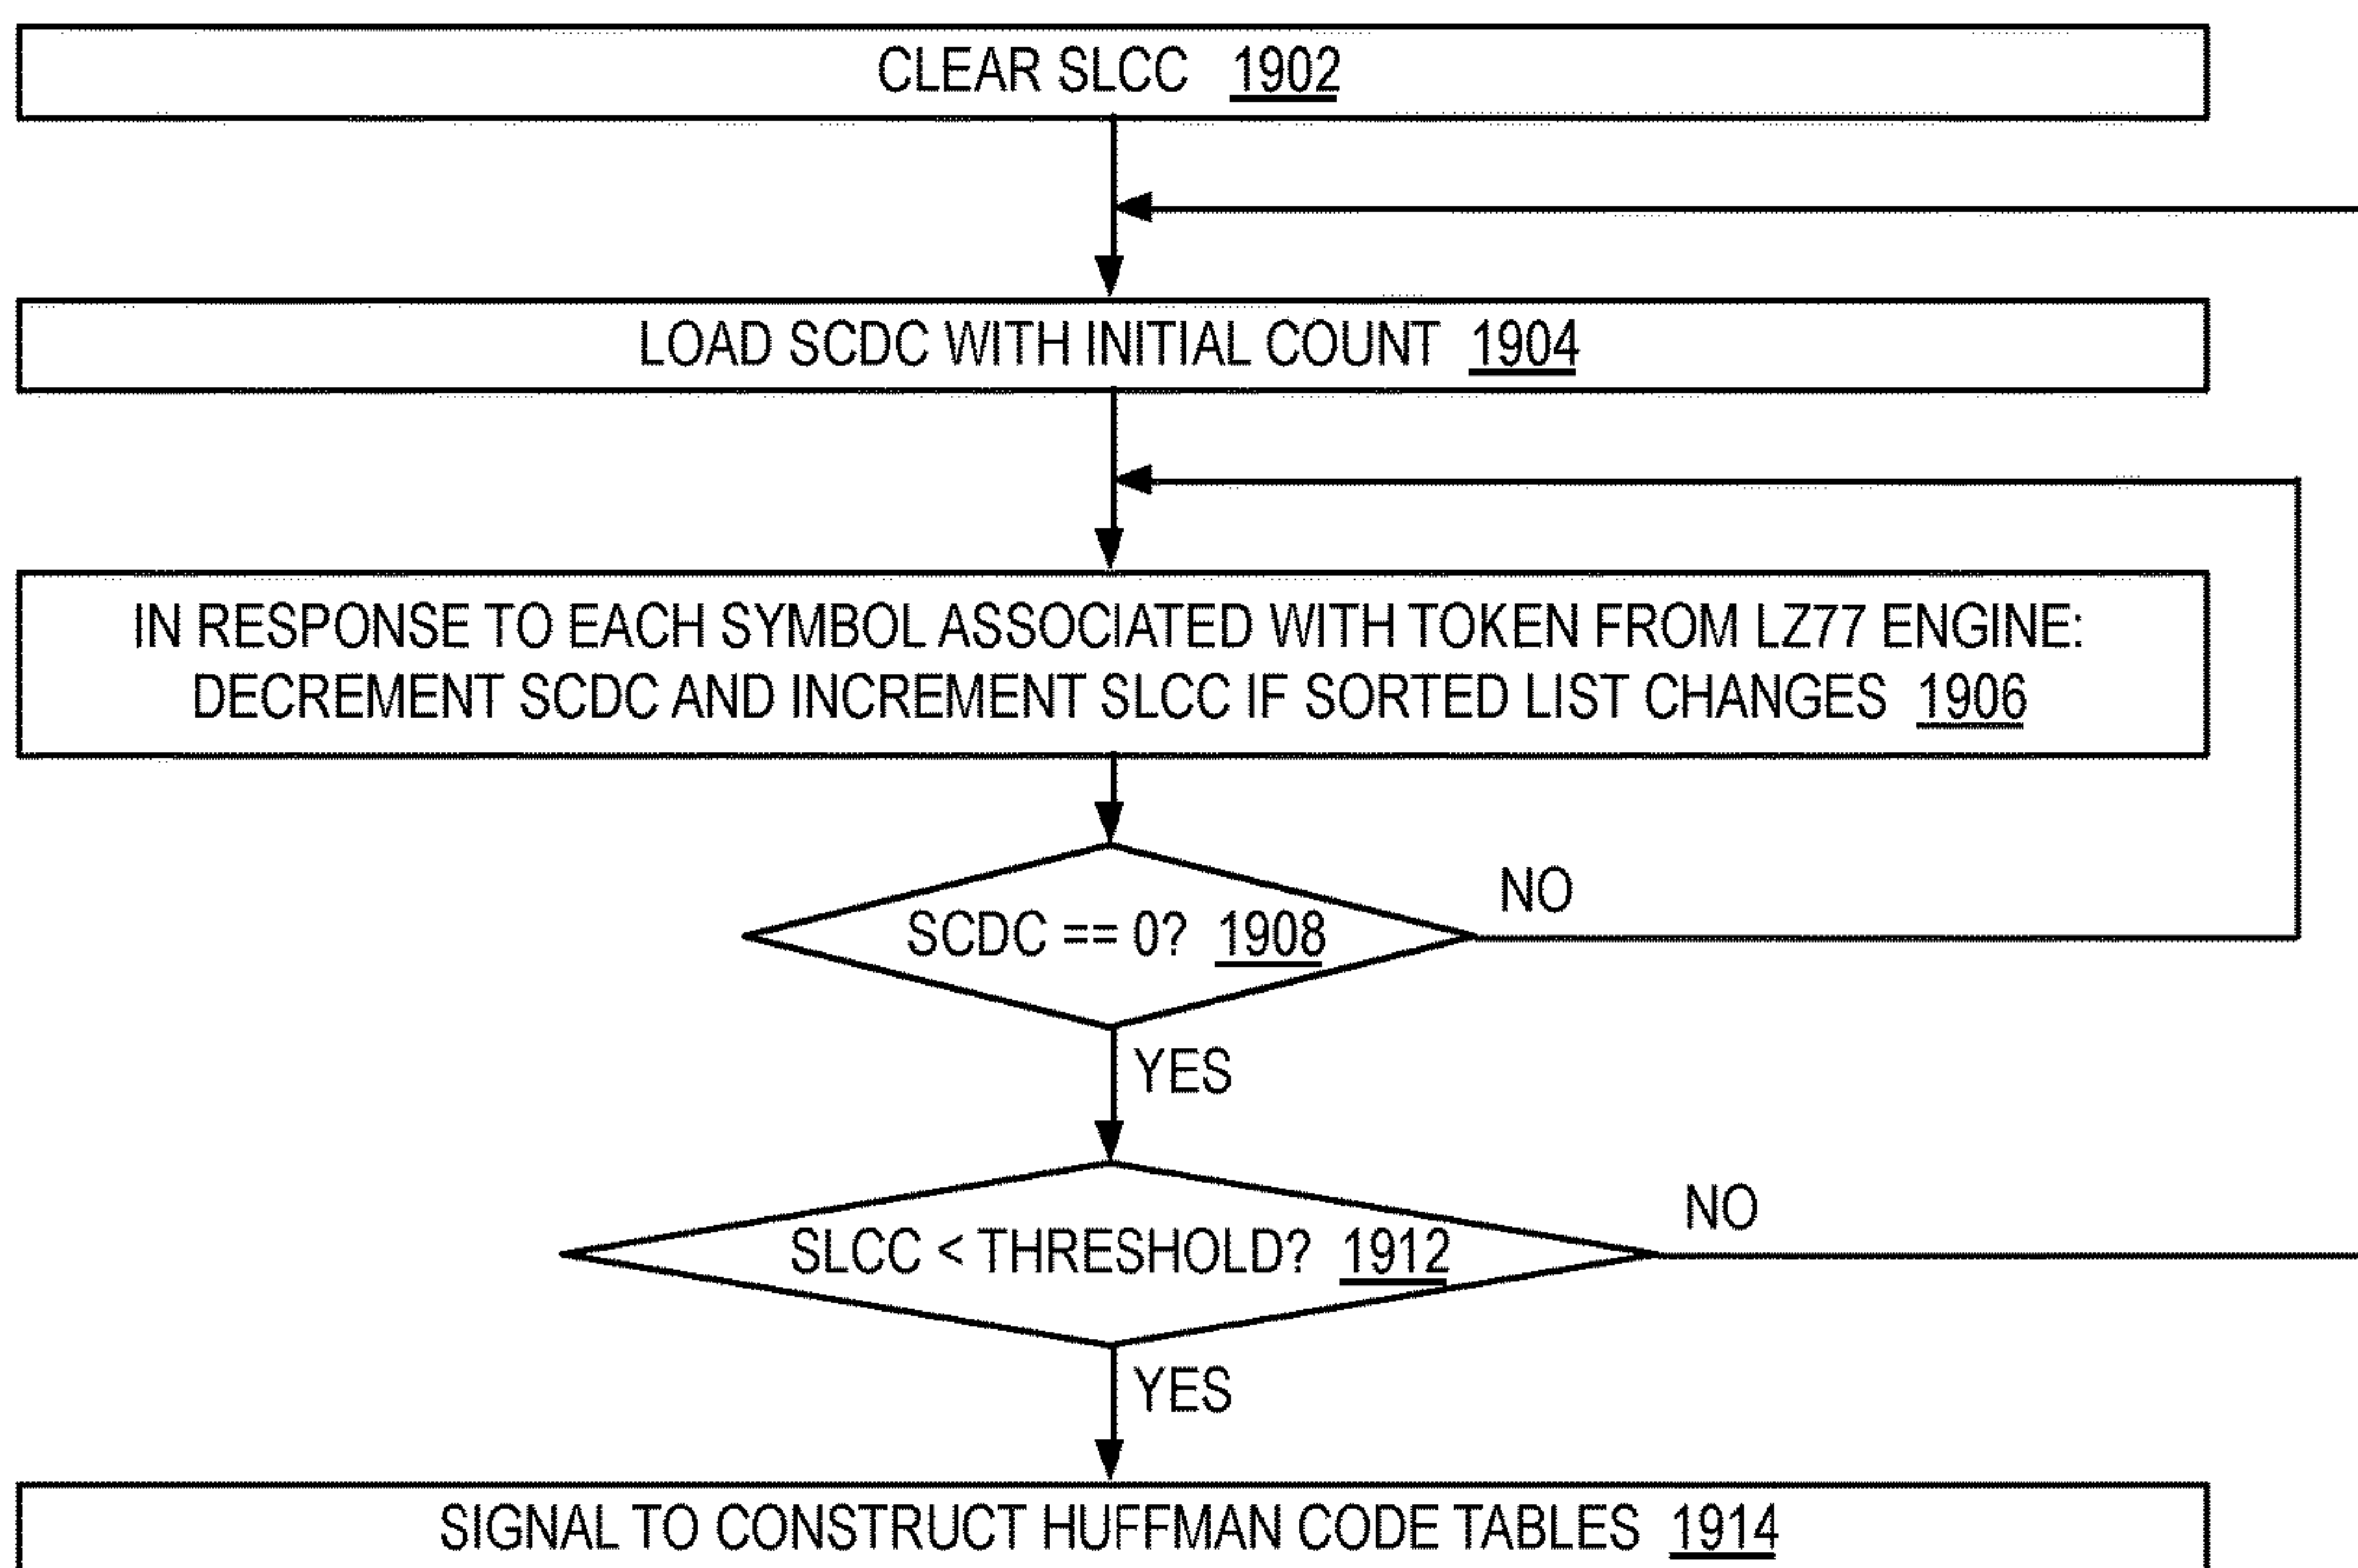 CLEAR SLCC 1902
LOAD SCDC WITH INITIAL COUNT 1904
IN RESPONSE TO EACH SYMBOL ASSOCIATED WITH TOKEN FROM LZ77 ENGINE:
DECREMENT SCDC AND INCREMENT SLCC IF SORTED LIST CHANGES 1906
NO
SCDC == 0? 1908
YES
NO
SLCC < THRESHOLD? 1912
YES
SIGNAL TO CONSTRUCT HUFFMAN CODE TABLES 1914